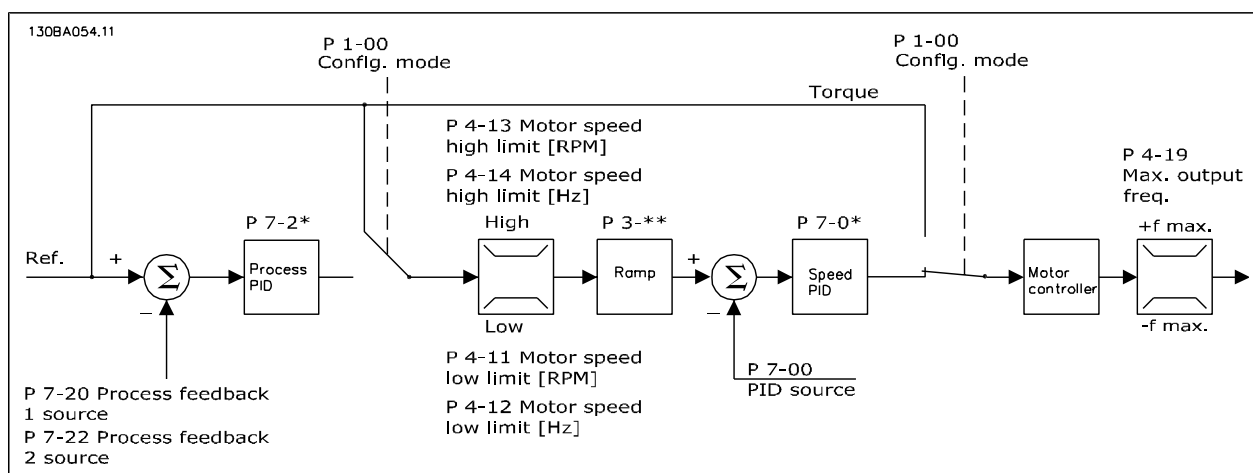 130BA054.11
P 1-00
Config. mode
P 1-00
Config. mode
Torque
P 4-13 Motor speed
high limit [RPM]
P 4-14 Motor speed
high limit [Hz]
P 4-19
Max. output
freq.
P 7-2*
High
P 3-**
P 7-0*
+f max.
Ref.
+
Σ
Process
PID
Ramp
+
Σ
Speed
PID
Motor
controller
−
Low
−
-f max.
P 4-11 Motor speed
low limit [RPM]
P 4-12 Motor speed
low limit [Hz]
P 7-00
PID source
P 7-20 Process feedback
1 source
P 7-22 Process feedback
2 source